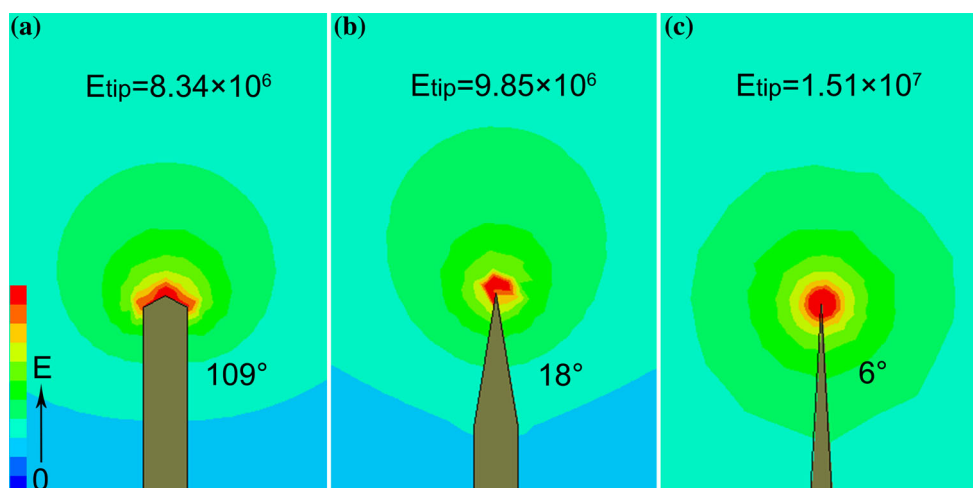 (a)
Etip=8.34×10⁶
109°
E
0
(b)
Etip=9.85×10⁶
18°
(c)
Etip=1.51×10⁷
6°